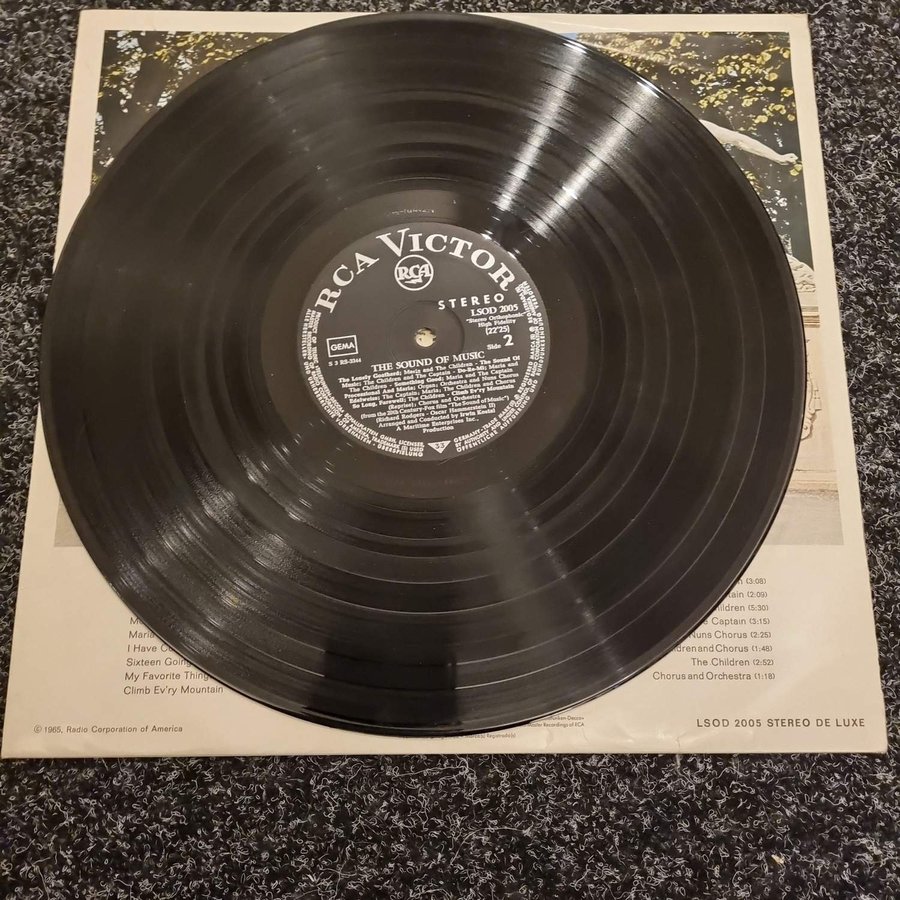 RCA VICTOR
RCA
STEREO
LSOD 2005
"Stereo Orthophonic"
High Fidelity
(22'25)
Side 2
GEMA
S 3 RS-3344
THE SOUND OF MUSIC
The Lonely Goatherd; Maria and The Children - The Sound Of
Music; The Children and The Captain - Do-Re-Mi; Maria and
The Children - Something Good; Maria and The Captain
Processional And Maria; Organ; Orchestra and Nuns Chorus
Edelweiss; The Captain; Maria; The Children and Chorus
So Long, Farewell; The Children - Climb Ev'ry Mountain
(Reprise); Chorus and Orchestra
(from the 20th Century-Fox film "The Sound of Music")
(Richard Rodgers - Oscar Hammerstein II)
Arranged and Conducted by Irwin Kostal
A Maritime Enterprises Inc.,
Production
33
(3:08)
(2:09)
(5:30)
Captain (3:15)
Maria
Nuns Chorus (2:25)
I Have
and Chorus (1:48)
Sixteen Going
The Children (2:52)
My Favorite
Chorus and Orchestra (1:18)
Climb Ev'ry Mountain
© 1965, Radio Corporation of America
LSOD 2005 STEREO DE LUXE